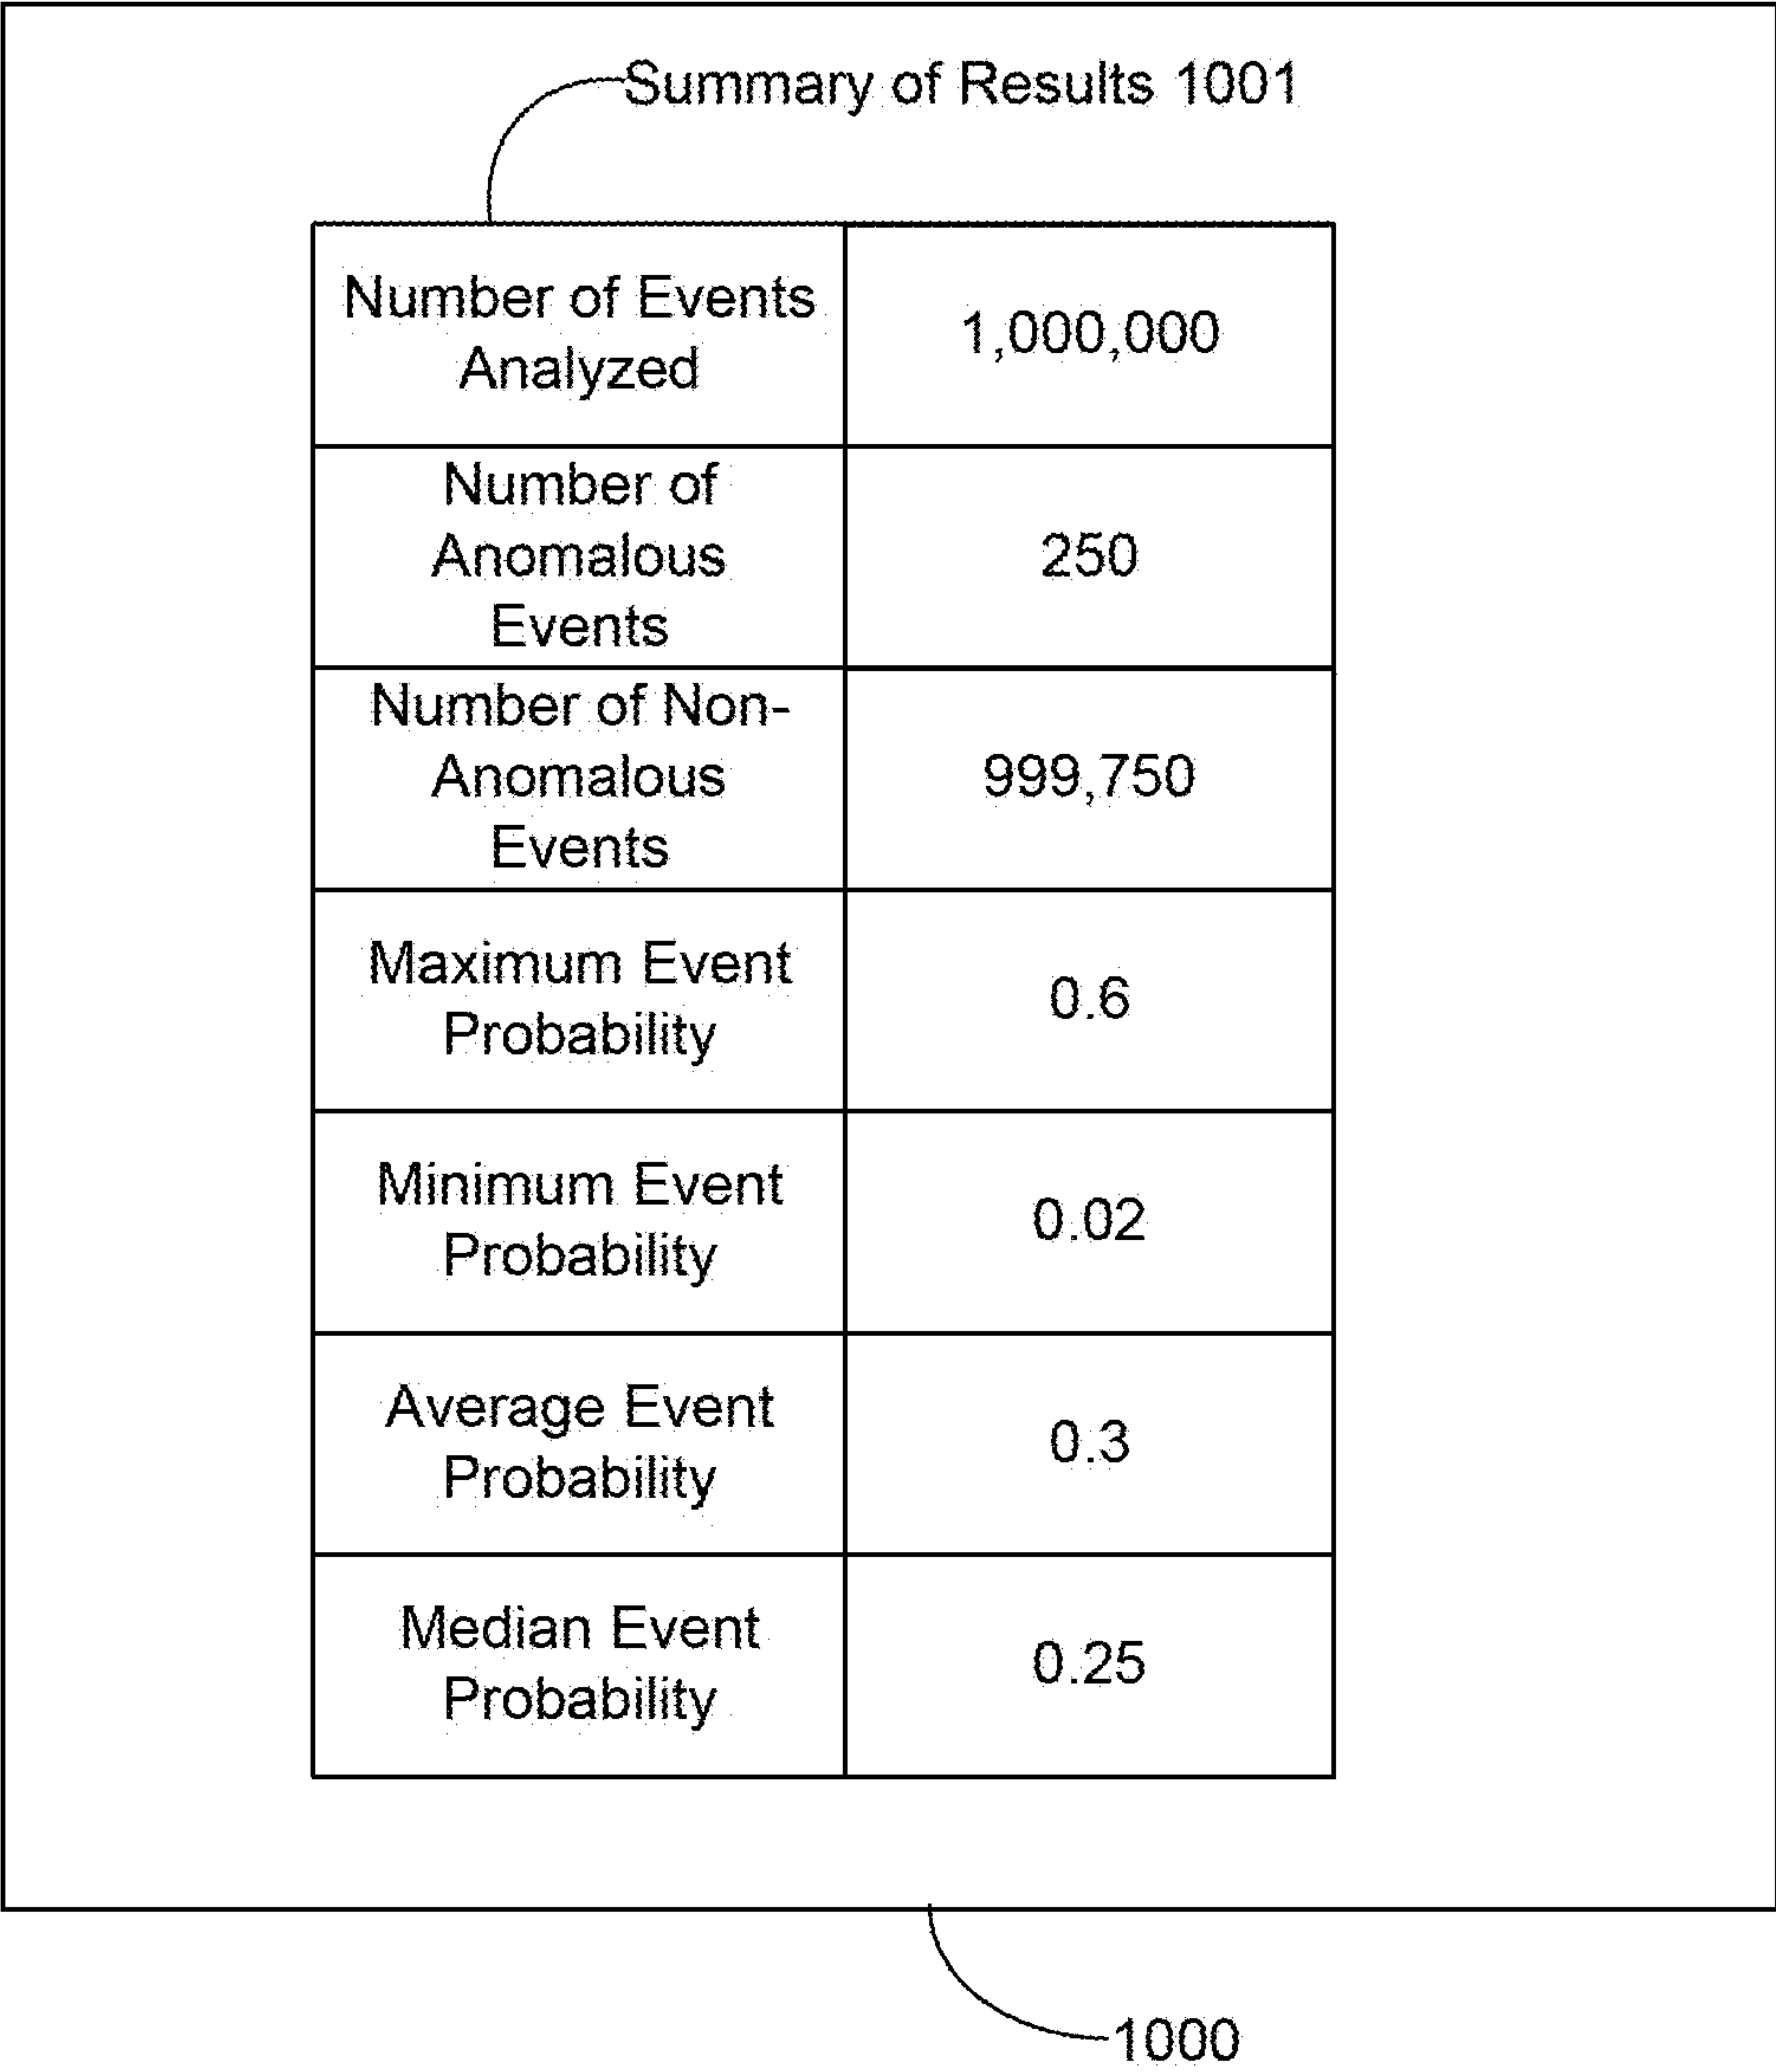 Summary of Results 1001
Number of Events
Analyzed
1,000,000
Number of
Anomalous
Events
250
Number of Non-
Anomalous
Events
999,750
Maximum Event
Probability
0.6
Minimum Event
Probability
0.02
Average Event
Probability
0.3
Median Event
Probability
0.25
1000